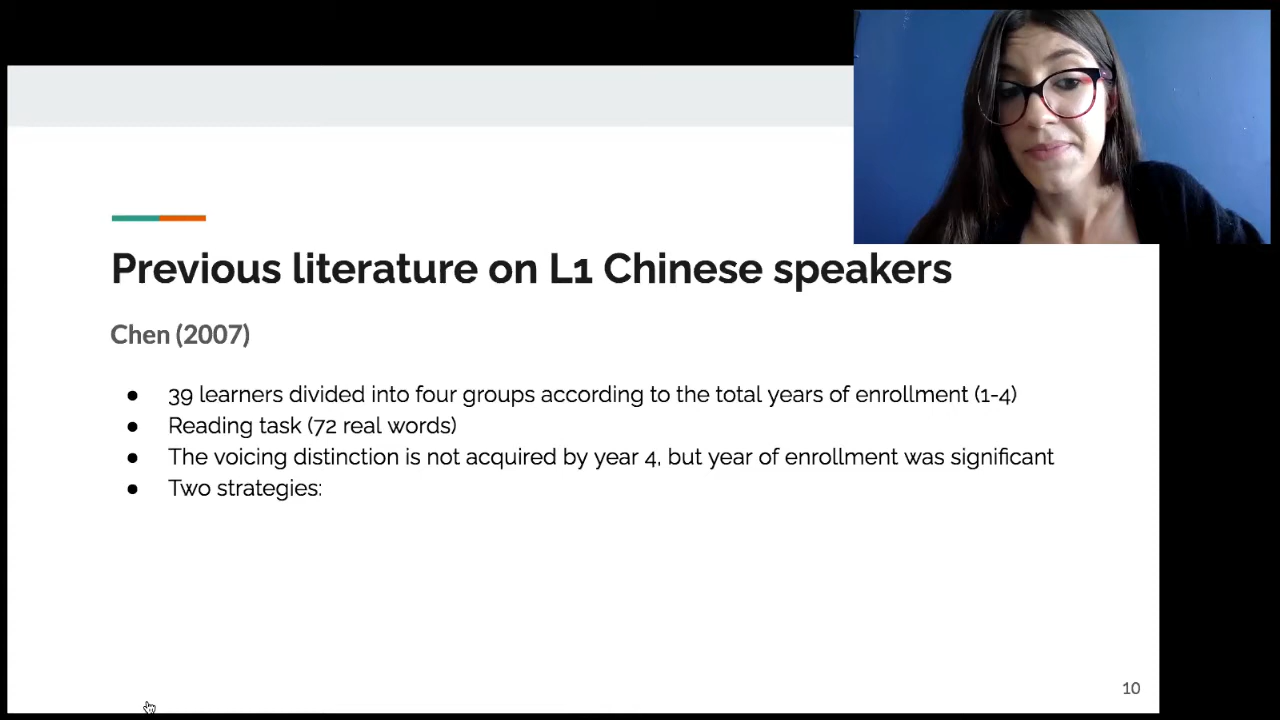 Previous literature on L1 Chinese speakers
Chen (2007)
● 39 learners divided into four groups according to the total years of enrollment (1-4)
● Reading task (72 real words)
● The voicing distinction is not acquired by year 4, but year of enrollment was significant
● Two strategies:
10